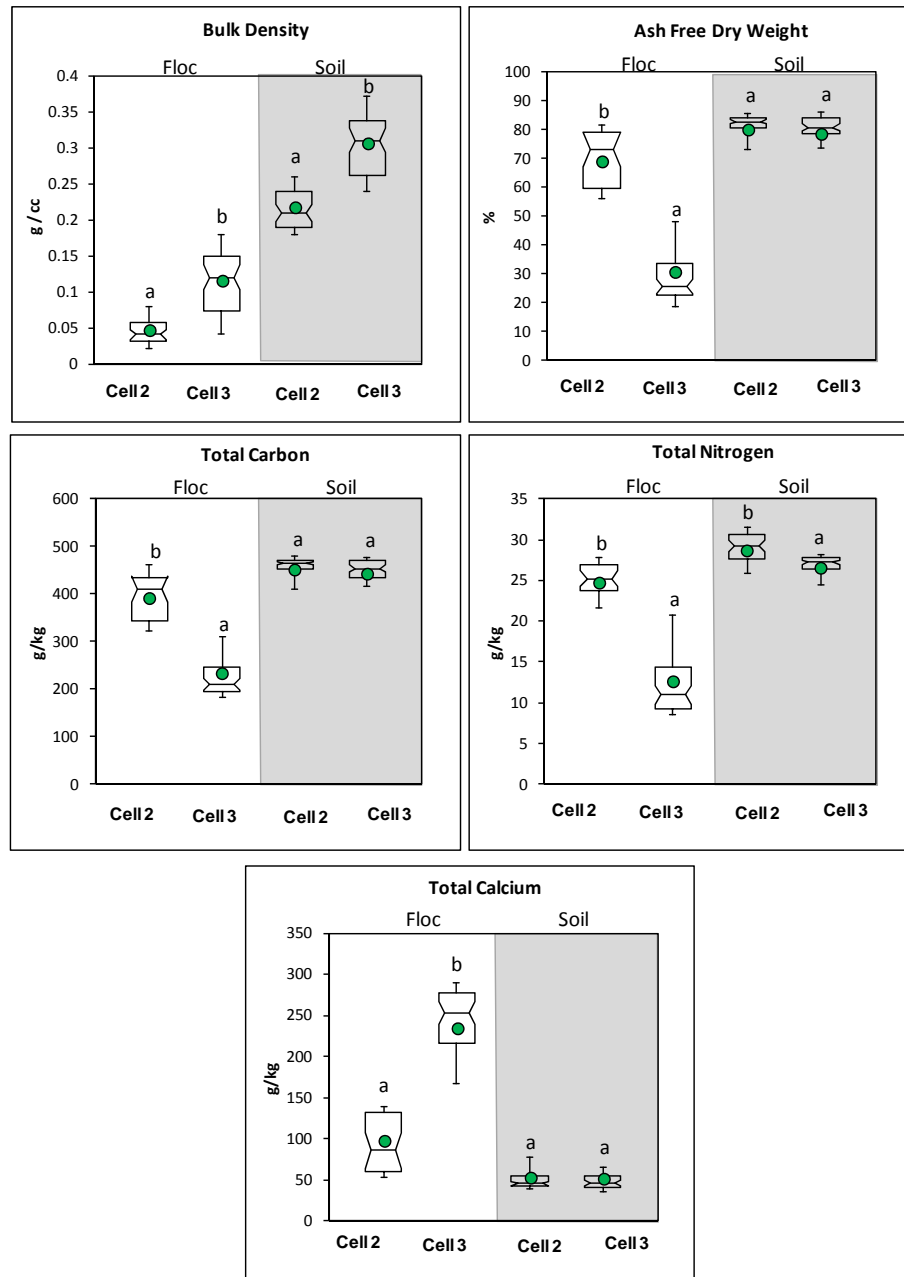 Bulk Density
Floc Soil
0.4
0.35
0.3
0.25
0.2
0.15
0.1
0.05
0
g / cc
a b a b
Cell 2 Cell 3 Cell 2 Cell 3
Ash Free Dry Weight
Floc Soil
100
90
80
70
60
50
40
30
20
10
0
%
b a a a
Cell 2 Cell 3 Cell 2 Cell 3
Total Carbon
Floc Soil
600
500
400
300
200
100
0
g/kg
b a a a
Cell 2 Cell 3 Cell 2 Cell 3
Total Nitrogen
Floc Soil
35
30
25
20
15
10
5
0
g/kg
b a b a
Cell 2 Cell 3 Cell 2 Cell 3
Total Calcium
Floc Soil
350
300
250
200
150
100
50
0
g/kg
a b a a
Cell 2 Cell 3 Cell 2 Cell 3